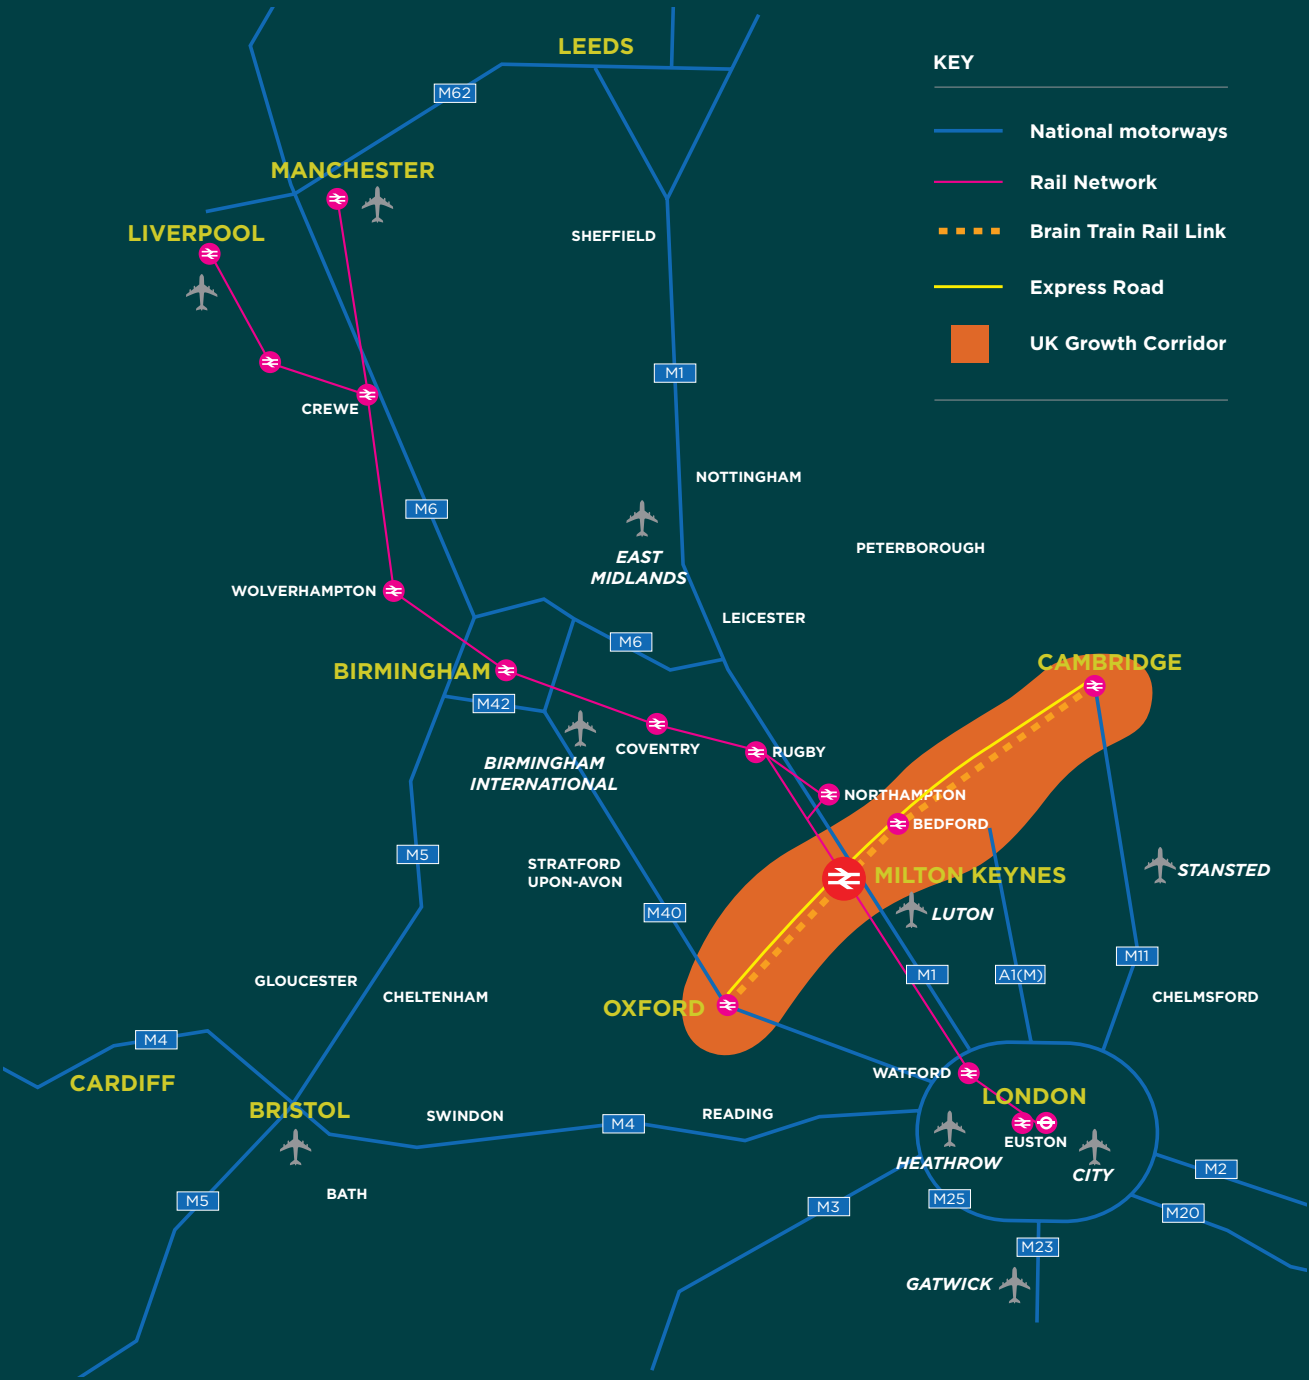 LEEDS
KEY
M62
National motorways
MANCHESTER
Rail Network
LIVERPOOL
SHEFFIELD
Brain Train Rail Link
Express Road
UK Growth Corridor
M1
CREWE
NOTTINGHAM
M6
PETERBOROUGH
EAST
MIDLANDS
WOLVERHAMPTON
LEICESTER
M6
CAMBRIDGE
BIRMINGHAM
M42
COVENTRY
RUGBY
BIRMINGHAM
INTERNATIONAL
NORTHAMPTON
BEDFORD
M5
STRATFORD
UPON-AVON
MILTON KEYNES
STANSTED
M40
LUTON
M11
GLOUCESTER
M1
A1(M)
CHELTENHAM
CHELMSFORD
OXFORD
M4
WATFORD
CARDIFF
LONDON
BRISTOL
SWINDON
M4
READING
EUSTON
HEATHROW
CITY
M2
BATH
M5
M3
M25
M20
M23
GATWICK